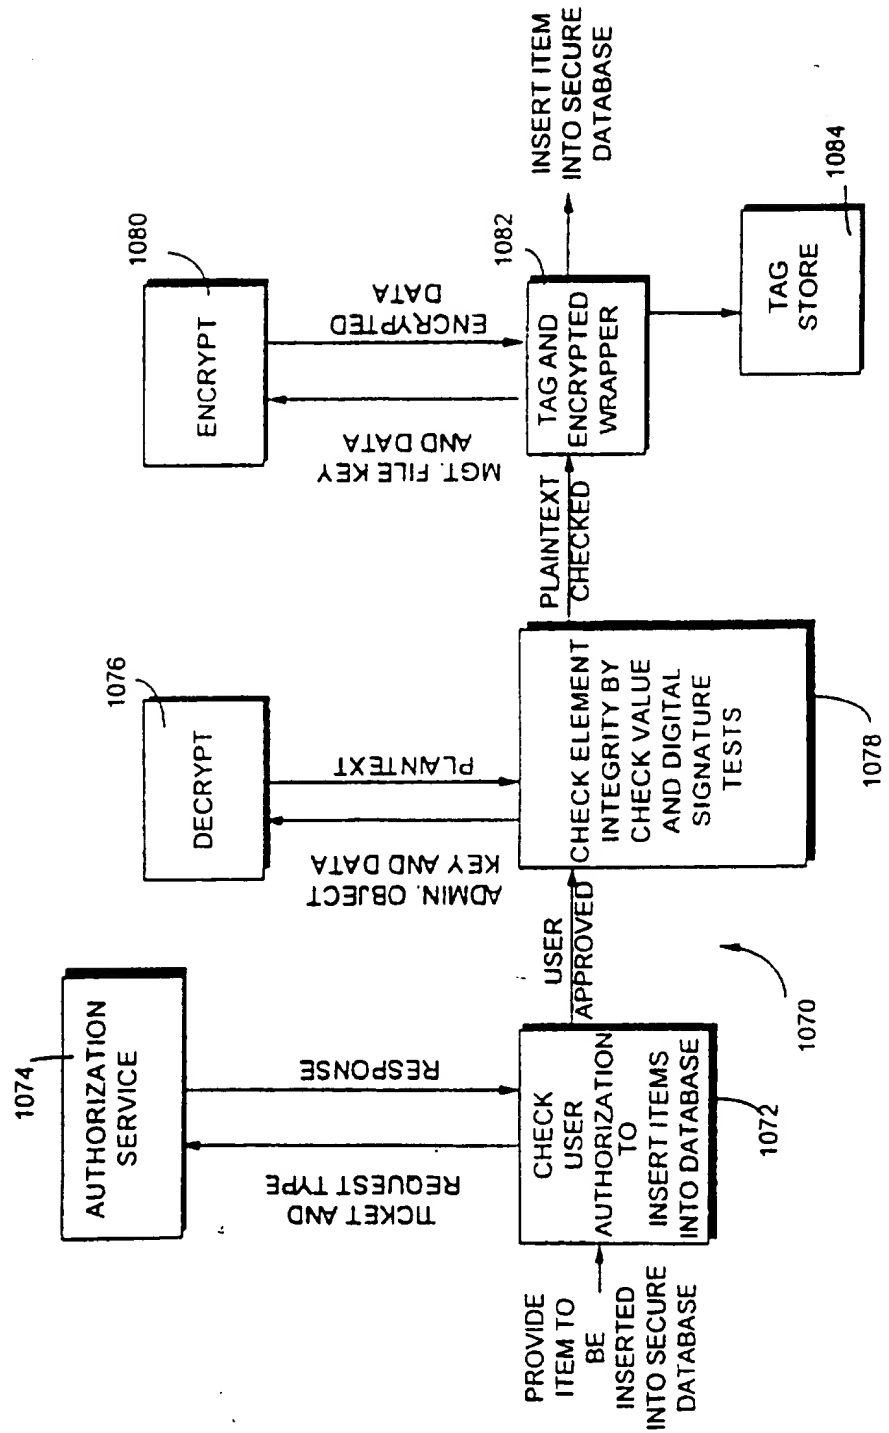 PROVIDE
ITEM TO
BE
INSERTED
INTO SECURE
DATABASE
CHECK
USER
AUTHORIZATION
TO
INSERT ITEMS
INTO DATABASE
1072
TICKET AND
REQUEST TYPE
RESPONSE
1074
AUTHORIZATION
SERVICE
USER
APPROVED
1070
CHECK ELEMENT
INTEGRITY BY
CHECK VALUE
AND DIGITAL
SIGNATURE
TESTS
1078
ADMIN. OBJECT
KEY AND DATA
PLAINTEXT
1076
DECRYPT
PLAINTEXT
CHECKED
TAG AND
ENCRYPTED
WRAPPER
1082
MGT. FILE KEY
AND DATA
ENCRYPTED
DATA
1080
ENCRYPT
TAG
STORE
1084
INSERT ITEM
INTO SECURE
DATABASE